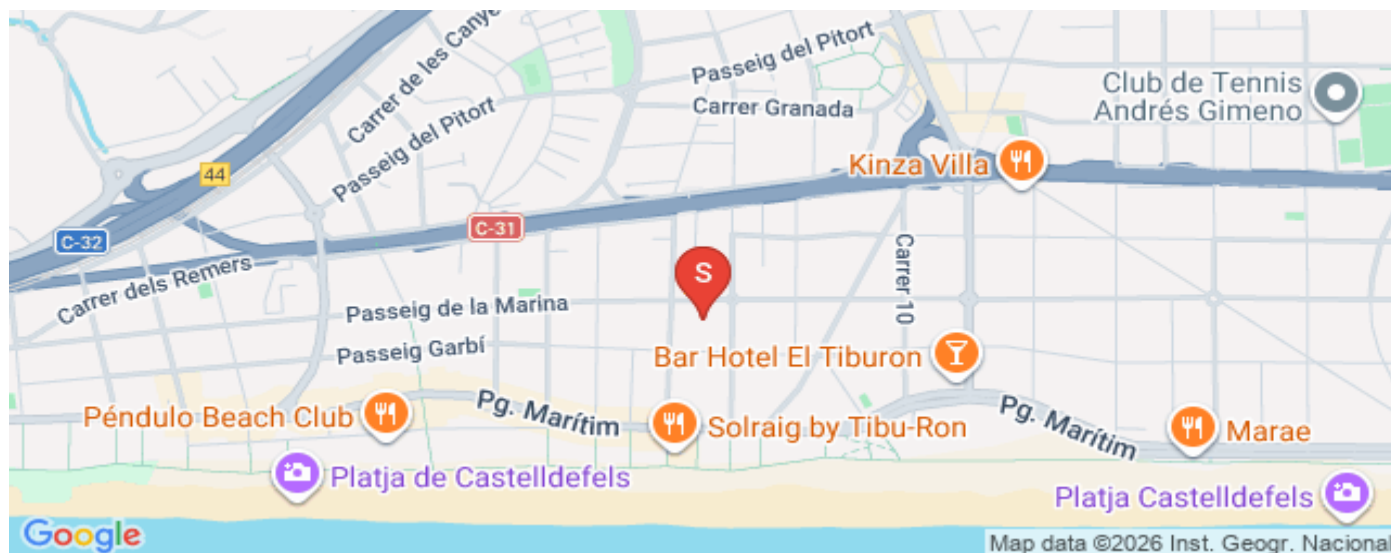 Passeig del Pitort
Carrer de les Canye
Carrer Granada
Club de Tennis
Andrés Gimeno
Passeig del Pitort
Kinza Villa
44
C-31
C-32
Carrer dels Remers
S
Carrer 10
Passeig de la Marina
Passeig Garbí
Bar Hotel El Tiburon
Péndulo Beach Club
Pg. Marítim
Solraig by Tibu-Ron
Pg. Marítim
Marae
Platja de Castelldefels
Platja Castelldefels
Google
Map data ©2026 Inst. Geogr. Nacional